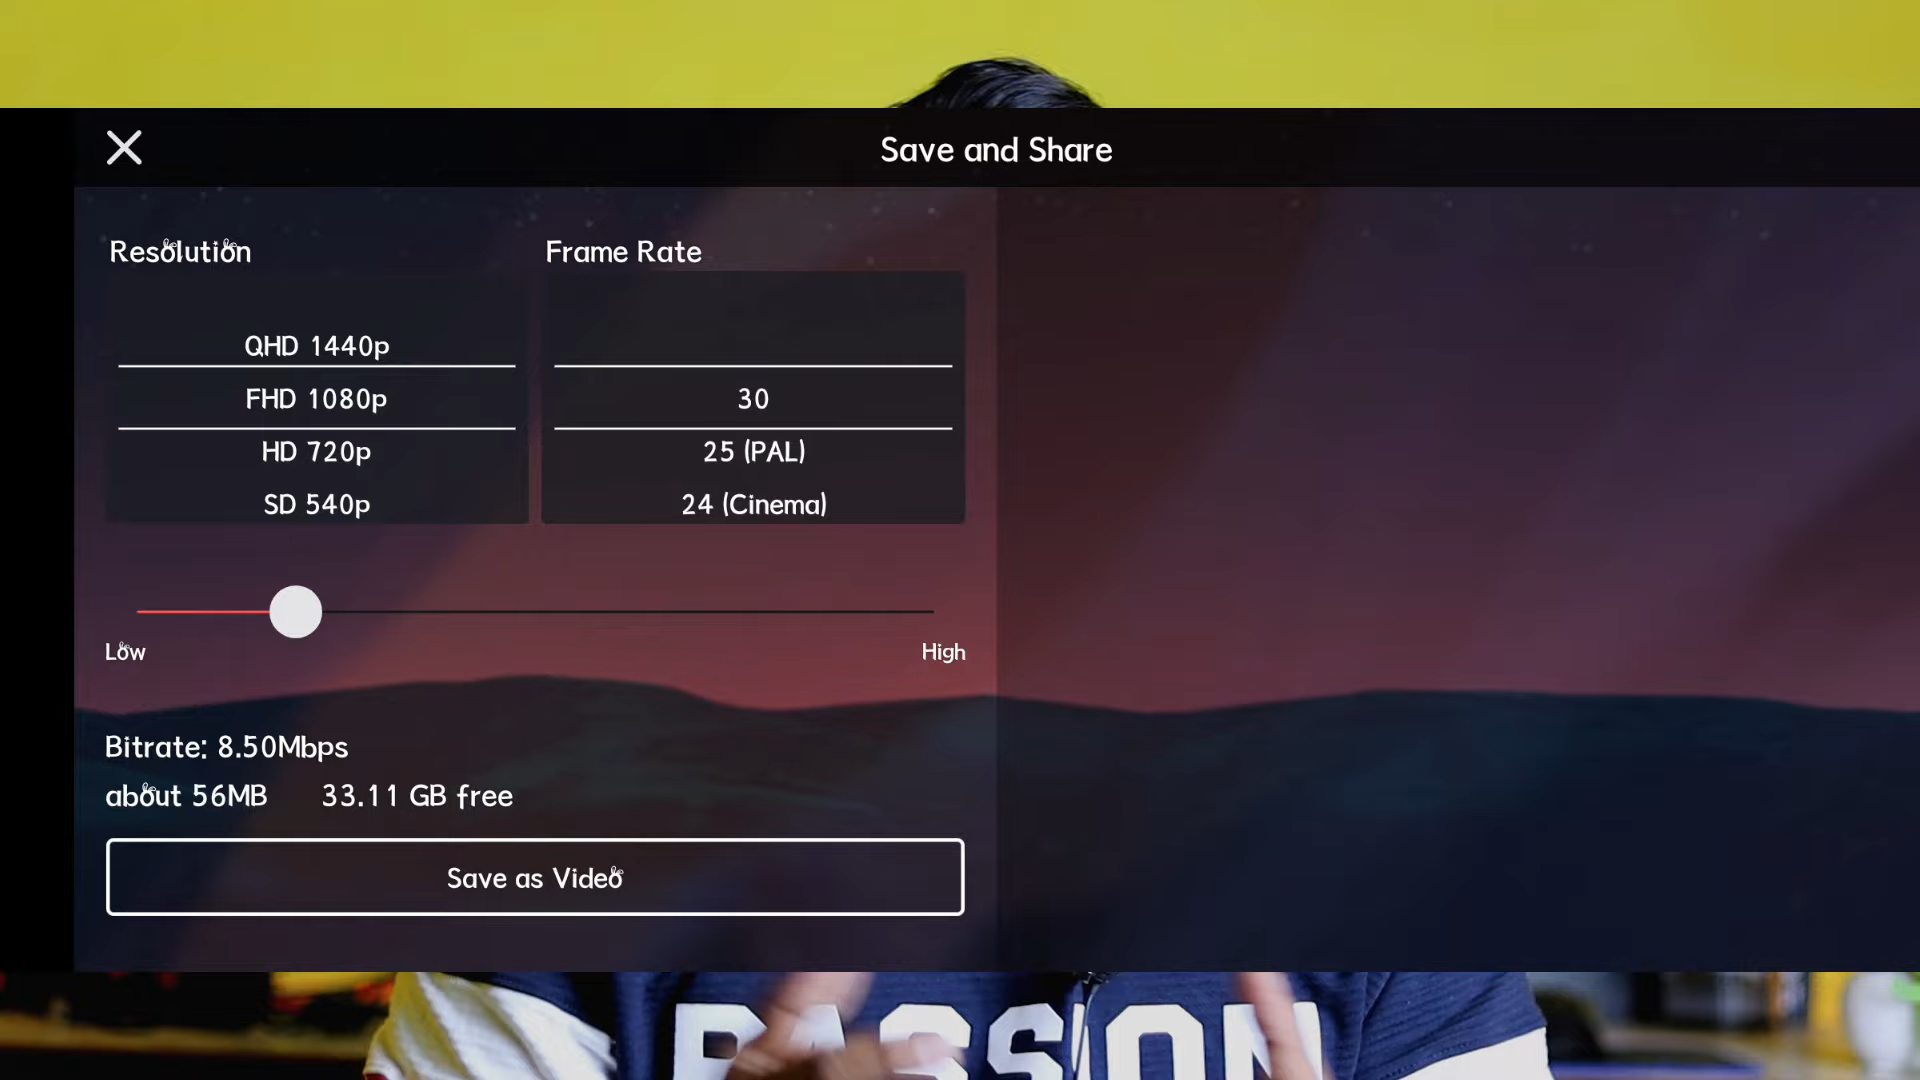 Save and Share
Resolution
Frame Rate
QHD 1440p
FHD 1080p
HD 720p
SD 540p
30
25 (PAL)
24 (Cinema)
Low
High
Bitrate: 8.50Mbps
about 56MB 33.11 GB free
Save as Video
PASSION